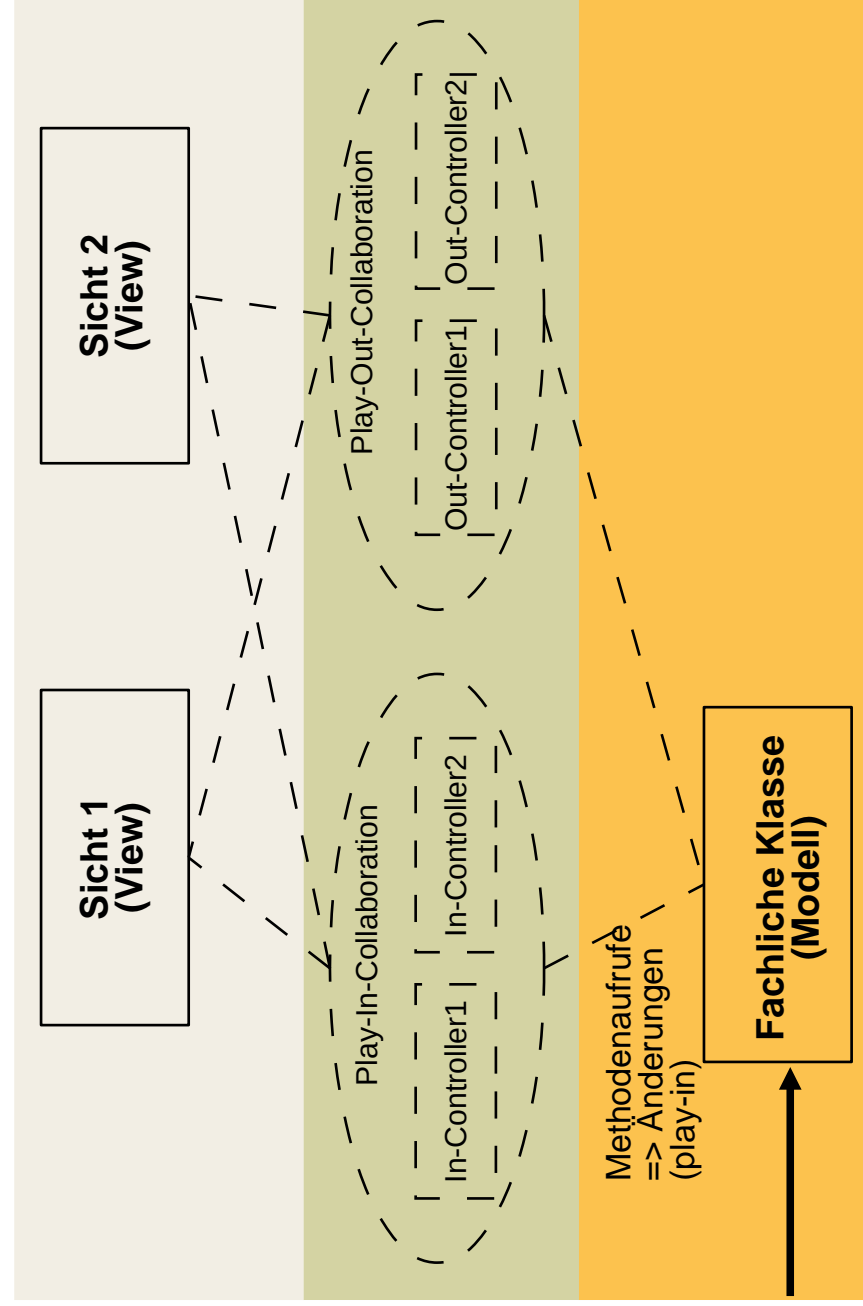 Sicht 1
(View)
Sicht 2
(View)
Play-In-Collaboration
In-Controller1
In-Controller2
Play-Out-Collaboration
Out-Controller1
Out-Controller2
Methodenaufrufe
=> Änderungen
(play-in)
Fachliche Klasse
(Modell)